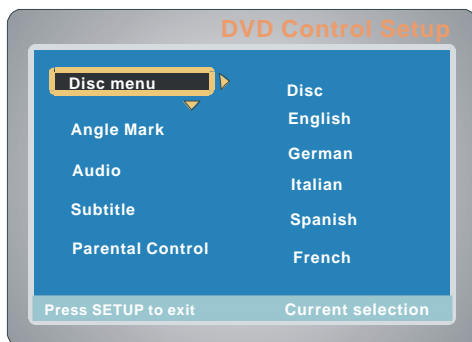 DVD Control Setup
Disc menu
Angle Mark
Audio
Subtitle
Parental Control
Disc
English
German
Italian
Spanish
French
Press SETUP to exit
Current selection